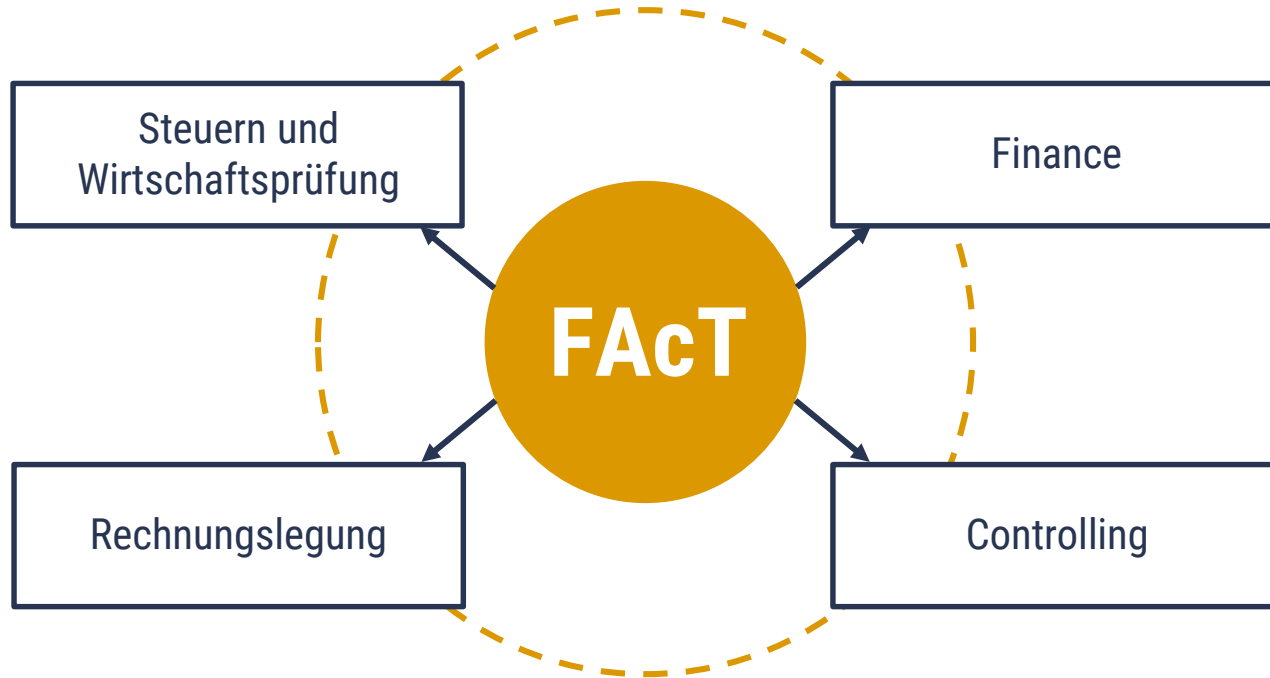 Steuern und
Wirtschaftsprüfung
Finance
FAcT
Rechnungslegung
Controlling